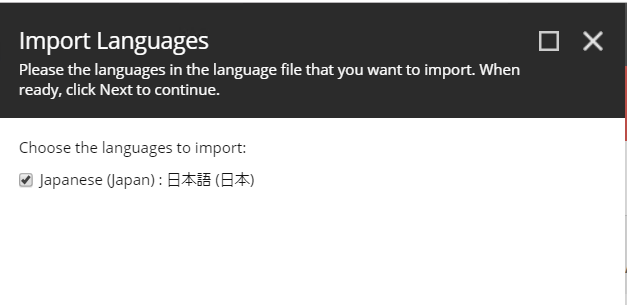 Import Languages
Please the languages in the language file that you want to import. When
ready, click Next to continue.
Choose the languages to import:
Japanese (Japan) : 日本語 (日本)